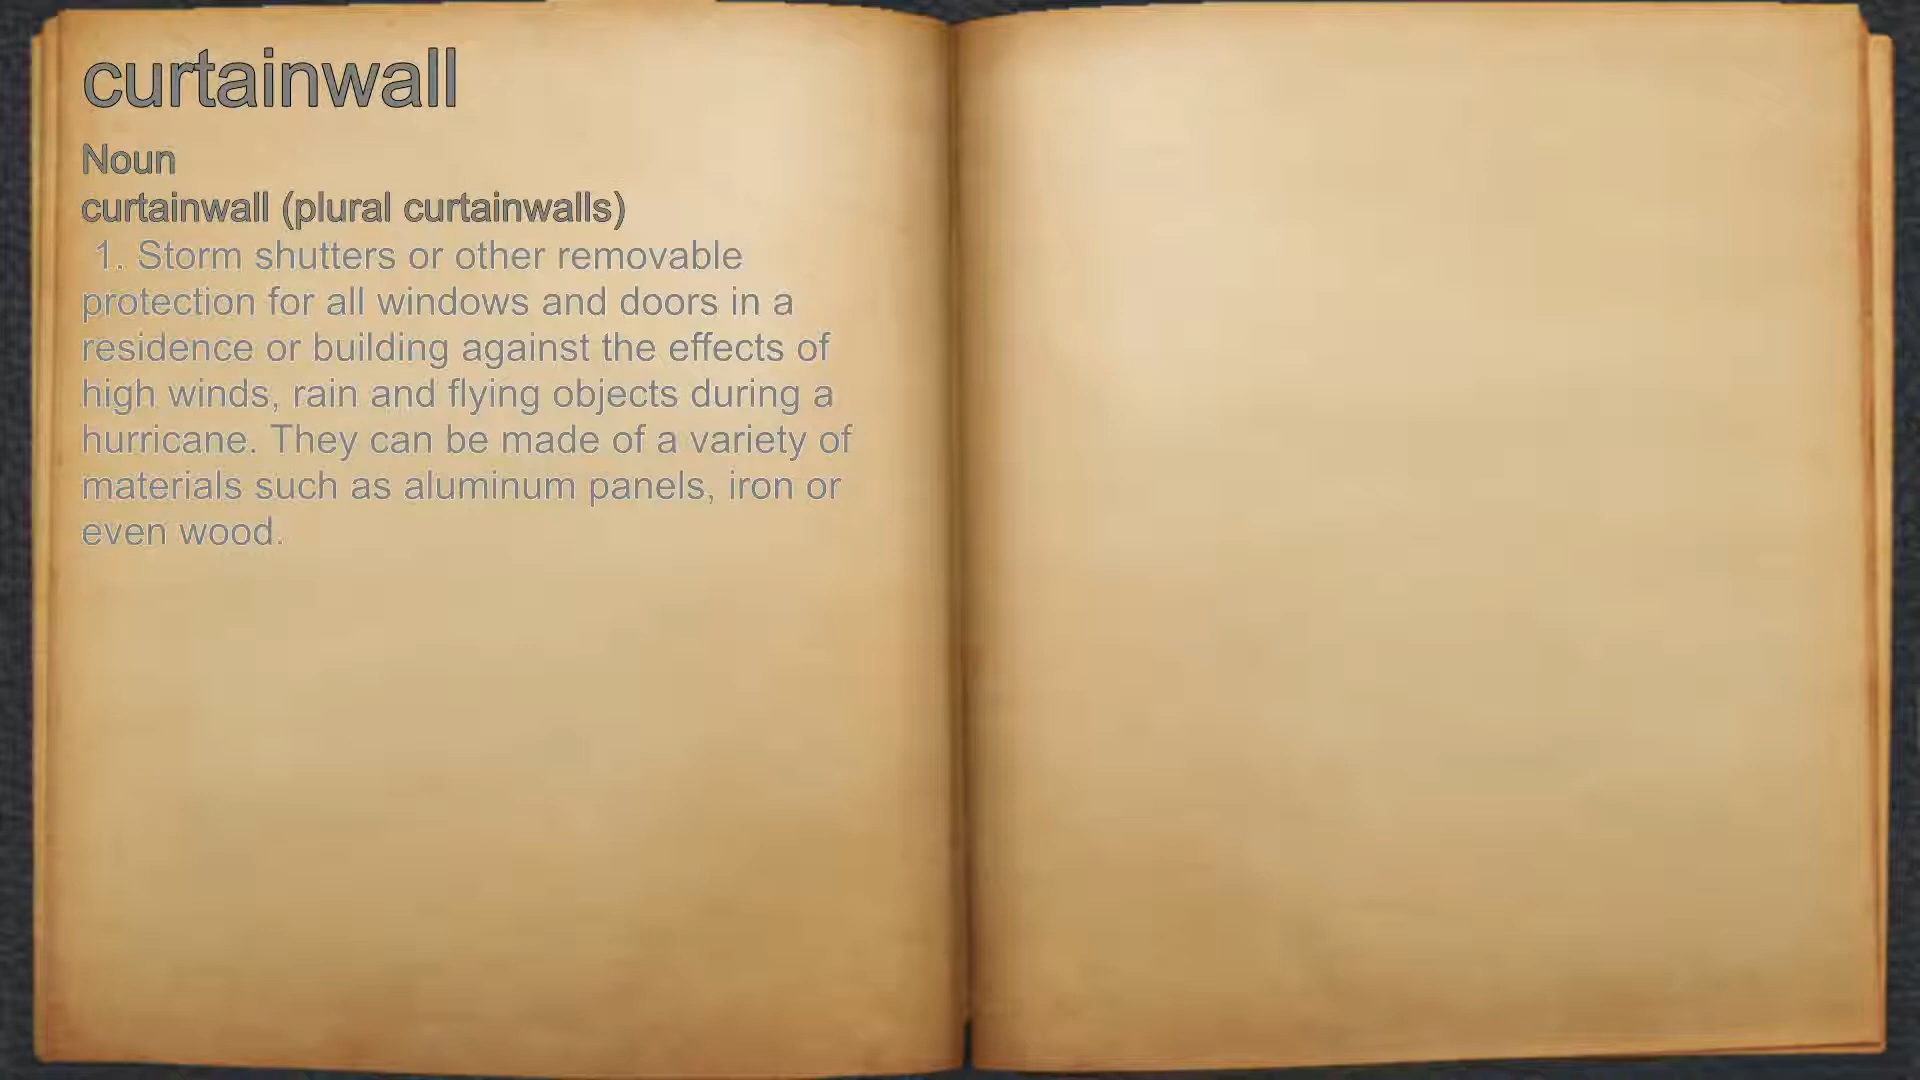 curtainwall
Noun
curtainwall (plural curtainwalls)
1. Storm shutters or other removable
protection for all windows and doors in a
residence or building against the effects of
high winds, rain and flying objects during a
hurricane. They can be made of a variety of
materials such as aluminum panels, iron or
even wood.